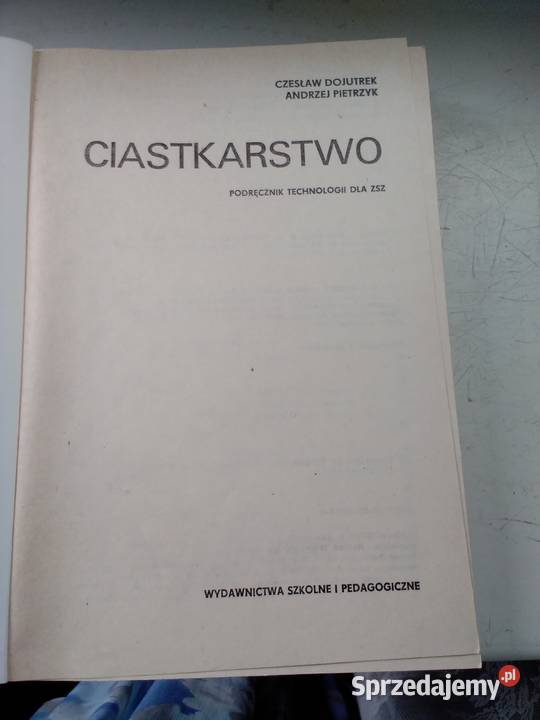 CZESŁAW DOJUTREK
ANDRZEJ PIETRZYK
CIASTKARSTWO
PODRĘCZNIK TECHNOLOGII DLA ZSZ
WYDAWNICTWA SZKOLNE I PEDAGOGICZNE
Sprzedajemy.pl